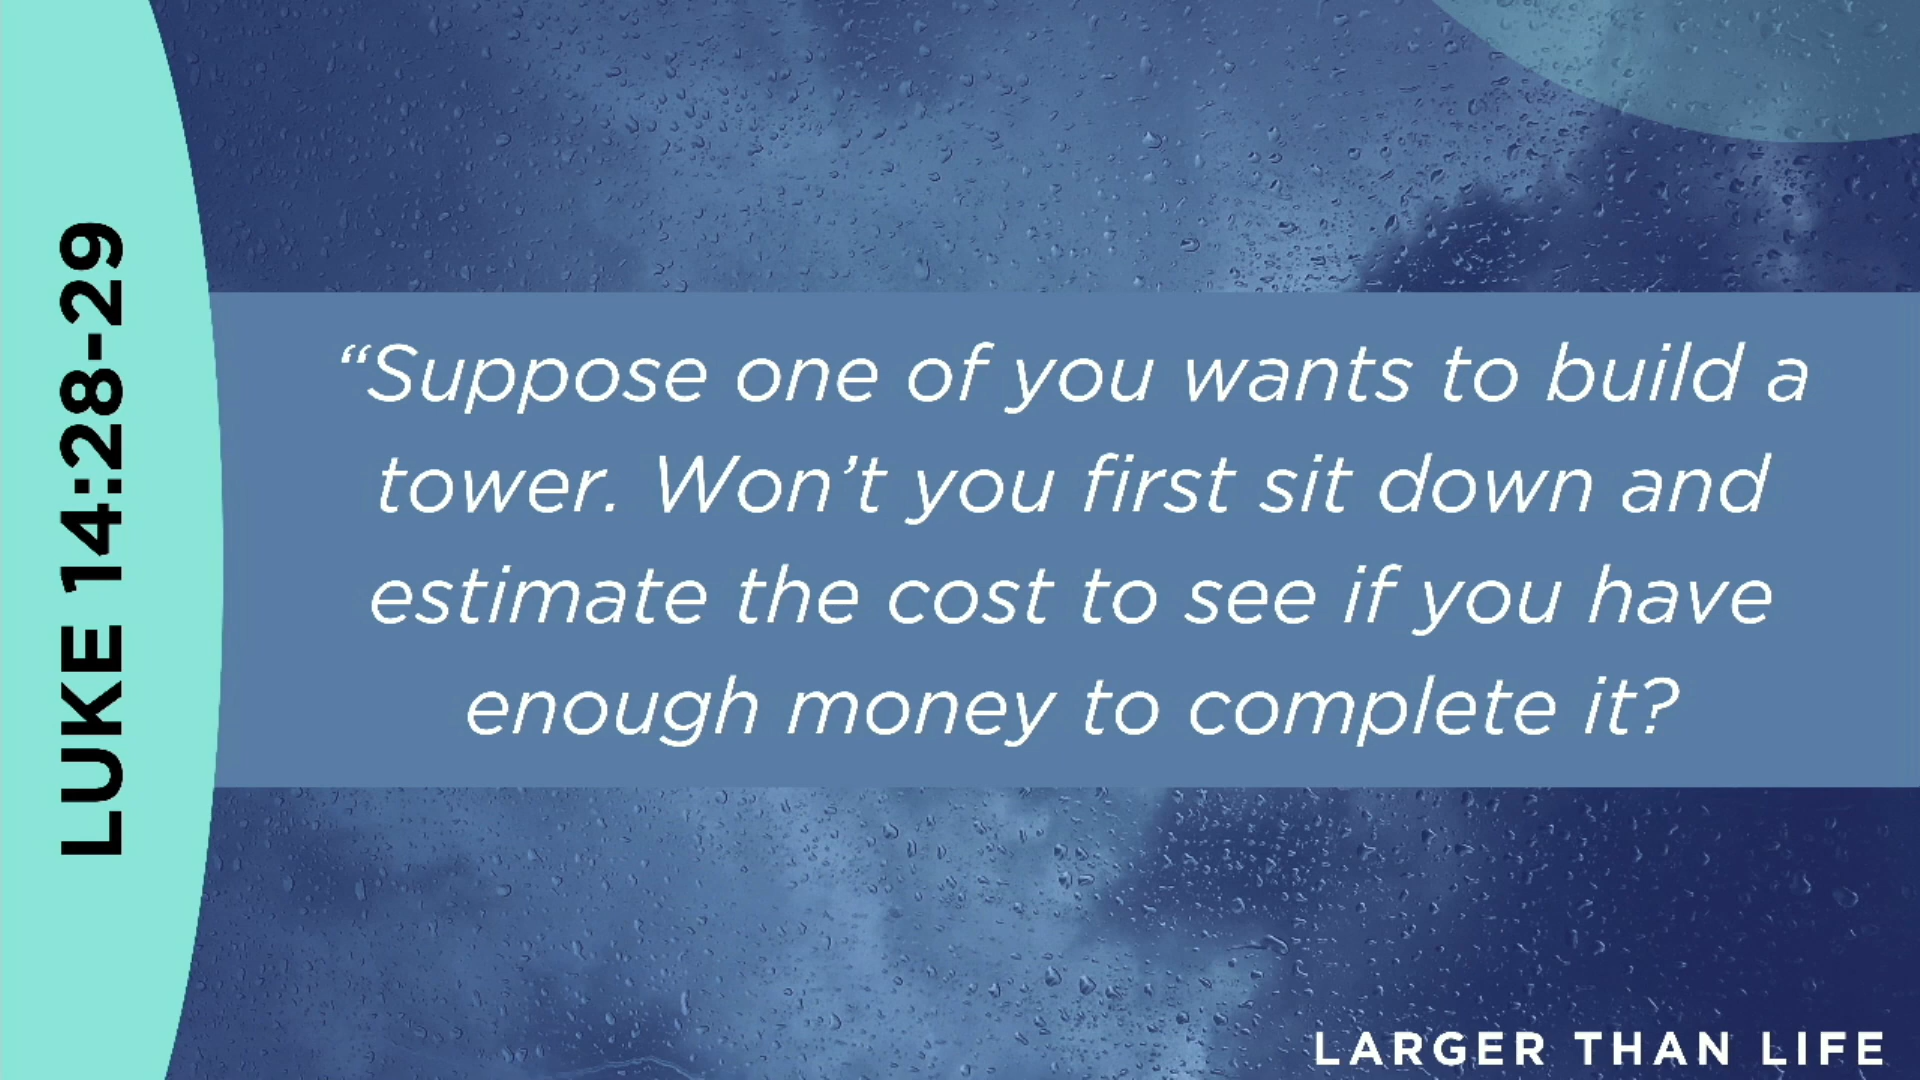 LUKE 14:28-29
“Suppose one of you wants to build a
tower. Won’t you first sit down and
estimate the cost to see if you have
enough money to complete it?
LARGER THAN LIFE